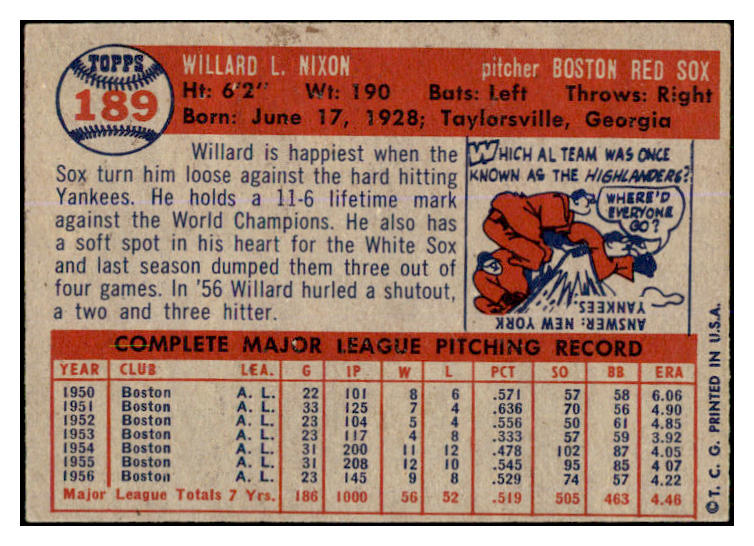 TOPPS
189
WILLARD L. NIXON pitcher BOSTON RED SOX
Ht: 6'2" Wt: 190 Bats: Left Throws: Right
Born: June 17, 1928; Taylorsville, Georgia
Willard is happiest when the
Sox turn him loose against the hard hitting
Yankees. He holds a 11-6 lifetime mark
against the World Champions. He also has
a soft spot in his heart for the White Sox
and last season dumped them three out of
four games. In '56 Willard hurled a shutout,
a two and three hitter.
WHICH AL TEAM WAS ONCE
KNOWN AS THE HIGHLANDERS?
WHERE'D
EVERYONE
GO?
ANSWER: NEW YORK
YANKEES.
COMPLETE MAJOR LEAGUE PITCHING RECORD
YEAR CLUB LEA. G IP W L PCT SO BB ERA
1950 Boston A. L. 22 101 8 6 .571 57 58 6.06
1951 Boston A. L. 33 125 7 4 .636 70 56 4.90
1952 Boston A. L. 23 104 5 4 .556 50 61 4.85
1953 Boston A. L. 23 117 4 8 .333 57 59 3.92
1954 Boston A. L. 31 200 11 12 .478 102 87 4.05
1955 Boston A. L. 31 208 12 10 .545 95 85 4 07
1956 Boston A. L. 23 145 9 8 .529 74 57 4.22
Major League Totals 7 Yrs. 186 1000 56 52 .519 505 463 4.46
©T. C. G. PRINTED IN U.S.A.